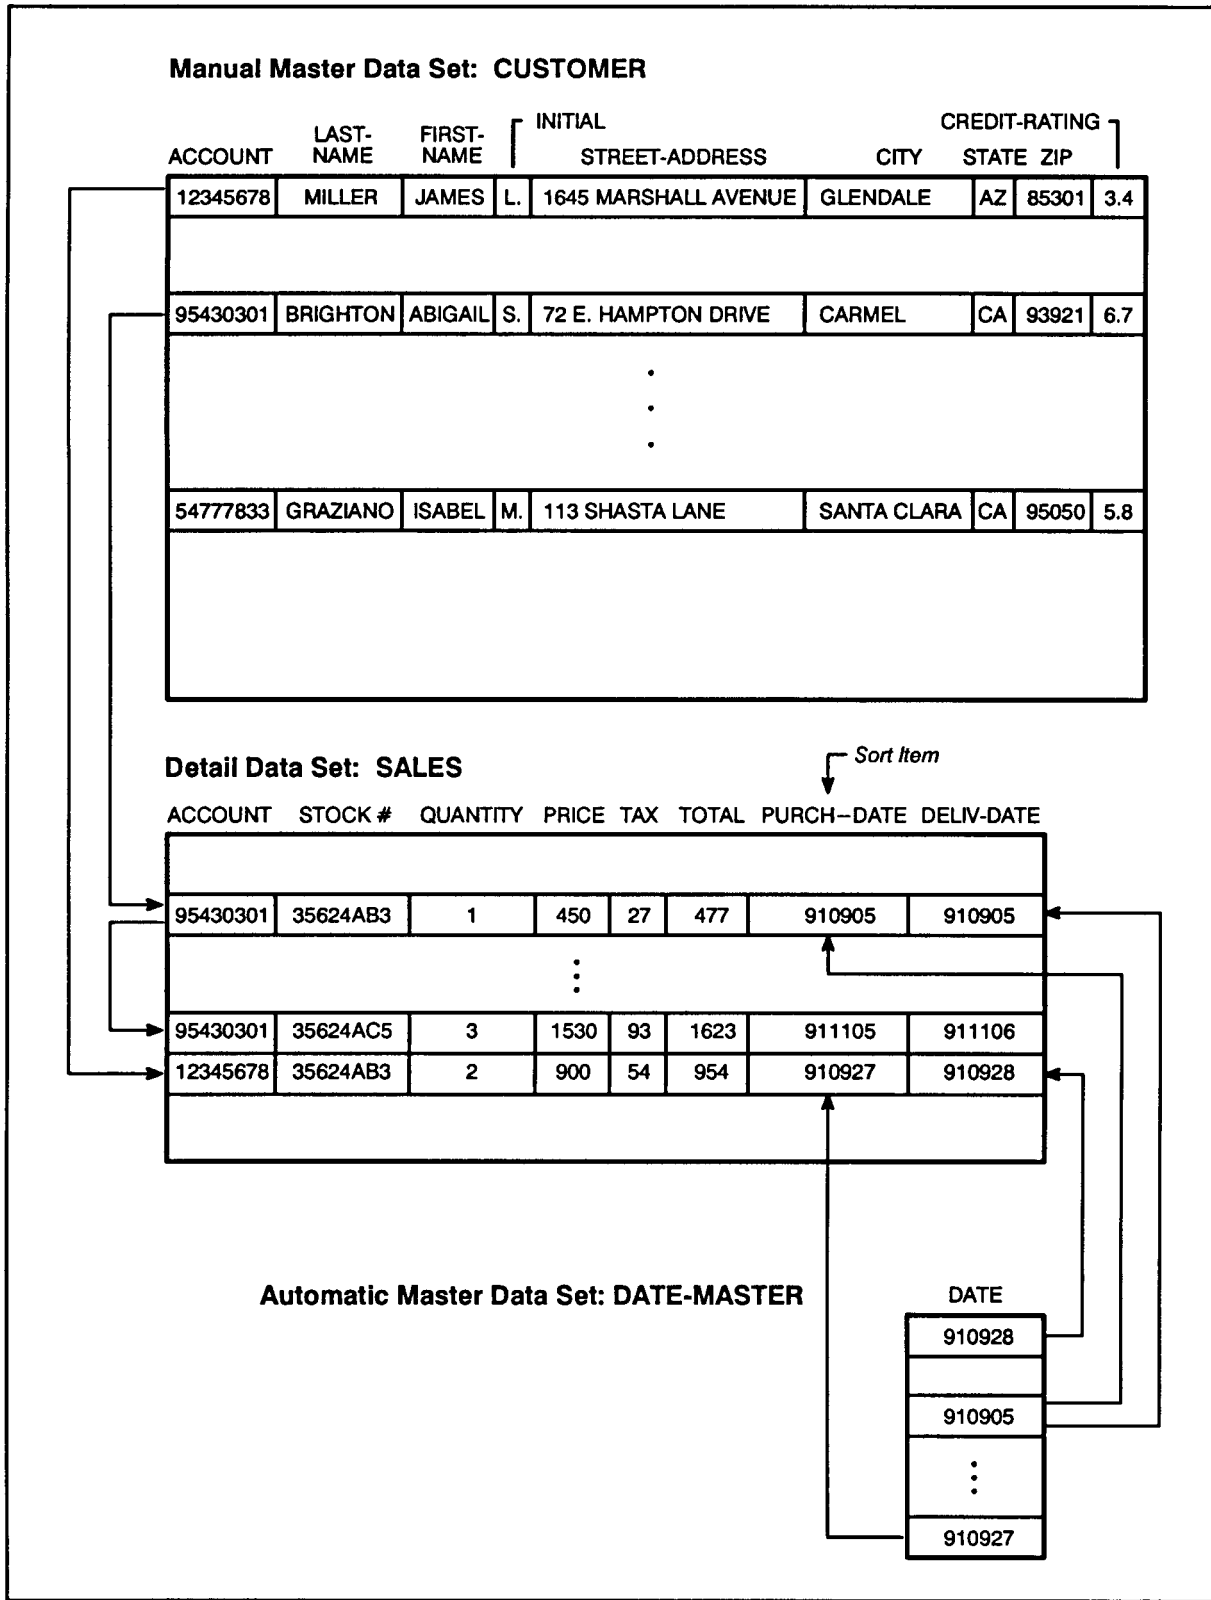 Manual Master Data Set: CUSTOMER
INITIAL CREDIT-RATING
LAST- FIRST-
ACCOUNT NAME NAME STREET-ADDRESS CITY STATE ZIP
12345678 MILLER JAMES L. 1645 MARSHALL AVENUE GLENDALE AZ 85301 3.4
95430301 BRIGHTON ABIGAIL S. 72 E. HAMPTON DRIVE CARMEL CA 93921 6.7
54777833 GRAZIANO ISABEL M. 113 SHASTA LANE SANTA CLARA CA 95050 5.8
Sort Item
Detail Data Set: SALES
ACCOUNT STOCK # QUANTITY PRICE TAX TOTAL PURCH-DATE DELIV-DATE
95430301 35624AB3 1 450 27 477 910905 910905
95430301 35624AC5 3 1530 93 1623 911105 911106
12345678 35624AB3 2 900 54 954 910927 910928
Automatic Master Data Set: DATE-MASTER
DATE
910928
910905
910927